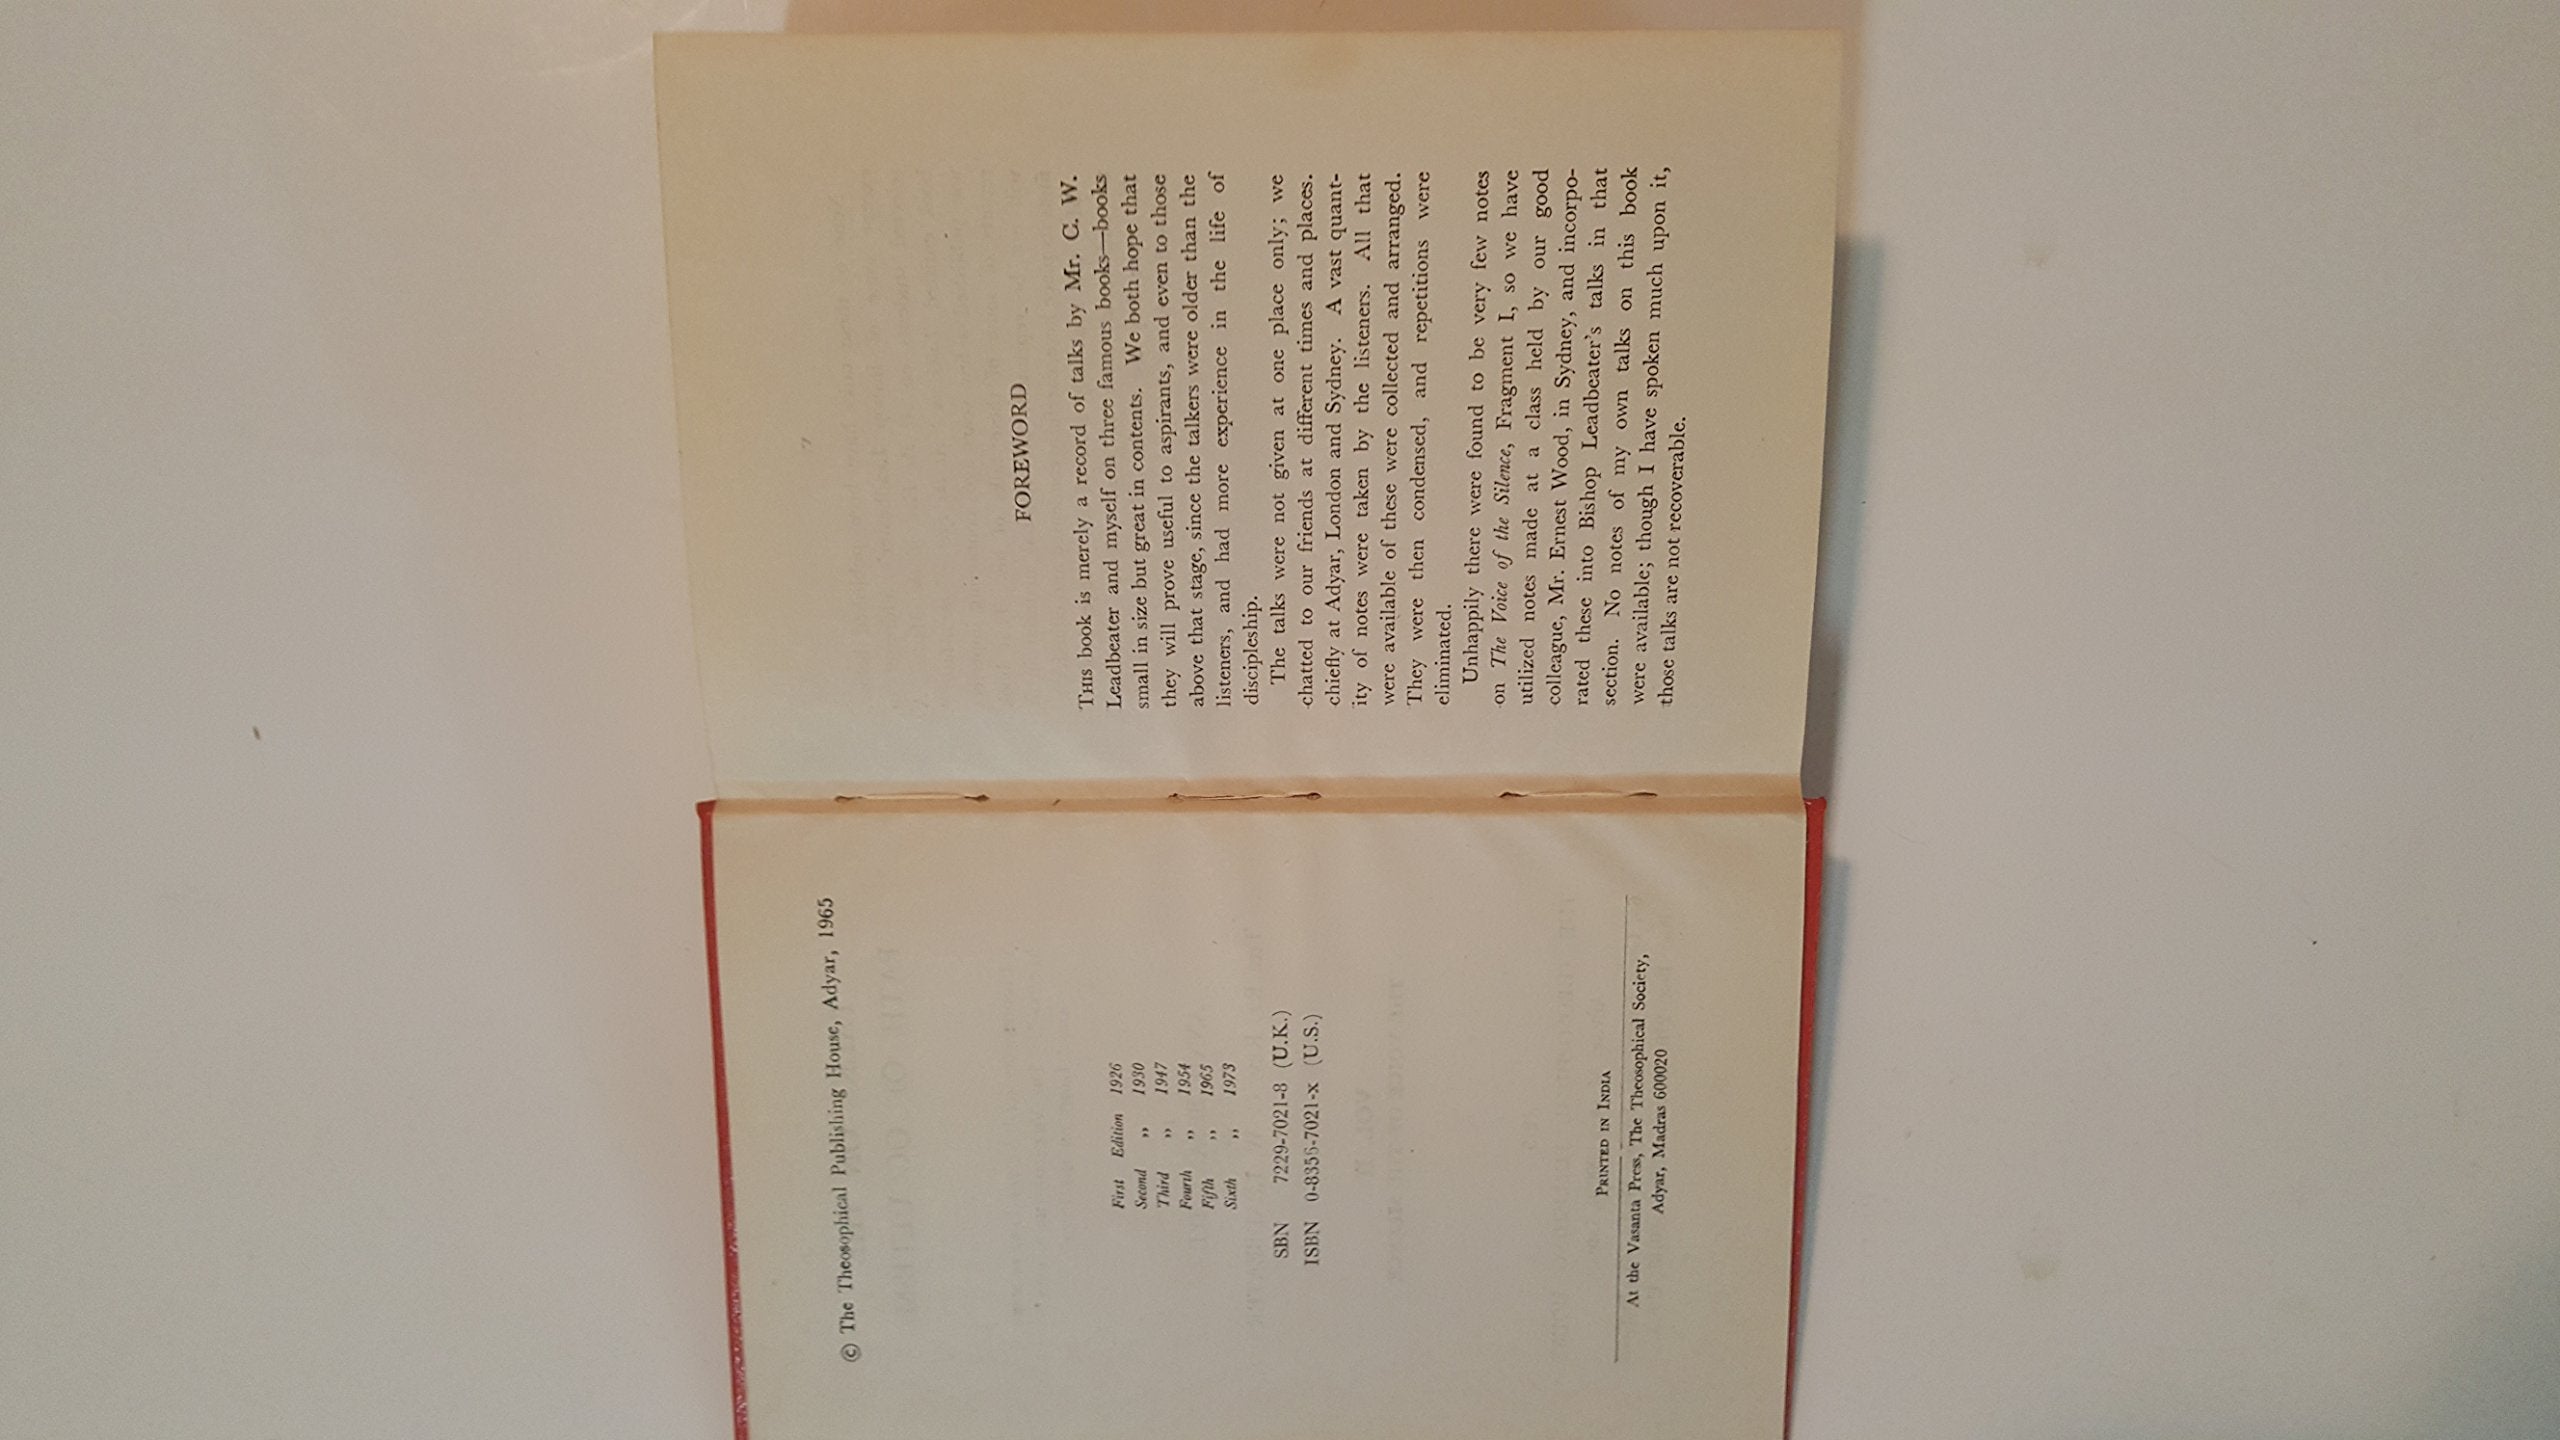 © The Theosophical Publishing House, Adyar, 1965
First Edition 1926
Second ,, 1930
Third ,, 1947
Fourth ,, 1954
Fifth ,, 1965
Sixth ,, 1973
SBN 7229-7021-8 (U.K.)
ISBN 0-8356-7021-x (U.S.)
PRINTED IN INDIA
At the Vasanta Press, The Theosophical Society,
Adyar, Madras 600020
FOREWORD
THIS book is merely a record of talks by Mr. C. W.
Leadbeater and myself on three famous books—books
small in size but great in contents. We both hope that
they will prove useful to aspirants, and even to those
above that stage, since the talkers were older than the
listeners, and had more experience in the life of
discipleship.
The talks were not given at one place only; we
chatted to our friends at different times and places.
chiefly at Adyar, London and Sydney. A vast quant-
ity of notes were taken by the listeners. All that
were available of these were collected and arranged.
They were then condensed, and repetitions were
eliminated.
Unhappily there were found to be very few notes
on The Voice of the Silence, Fragment I, so we have
utilized notes made at a class held by our good
colleague, Mr. Ernest Wood, in Sydney, and incorpo-
rated these into Bishop Leadbeater's talks in that
section. No notes of my own talks on this book
were available; though I have spoken much upon it,
those talks are not recoverable.